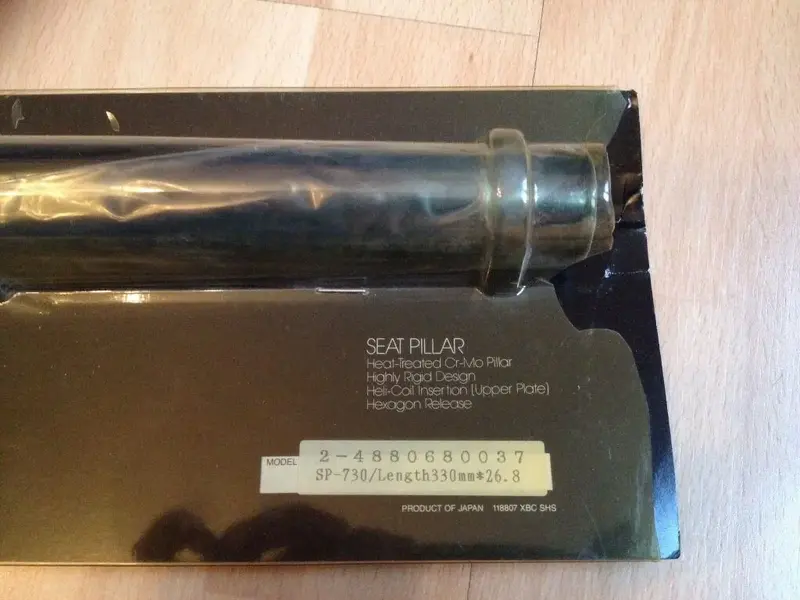 SEAT PILLAR
Heat-Treated Cr-Mo Pillar
Highly Rigid Design
Heli-Coil Insertion (Upper Plate)
Hexagon Release
MODEL
2-4880680037
SP-730/Length330mm*26.8
PRODUCT OF JAPAN 118807 XBC SHS